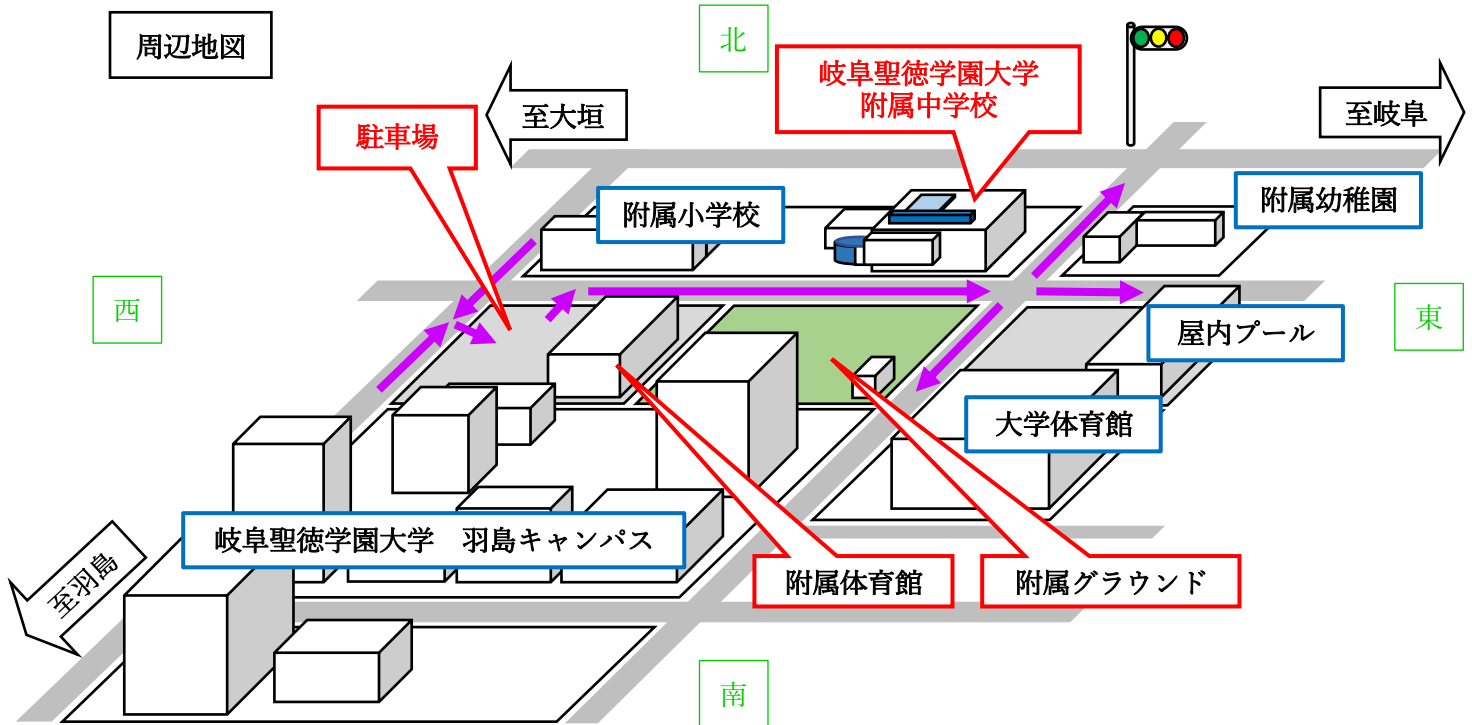 周辺地図
北
岐阜聖徳学園大学
附属中学校
至大垣
至岐阜
駐車場
附属小学校
附属幼稚園
西
東
屋内プール
大学体育館
岐阜聖徳学園大学　羽島キャンパス
至羽島
附属体育館
附属グラウンド
南